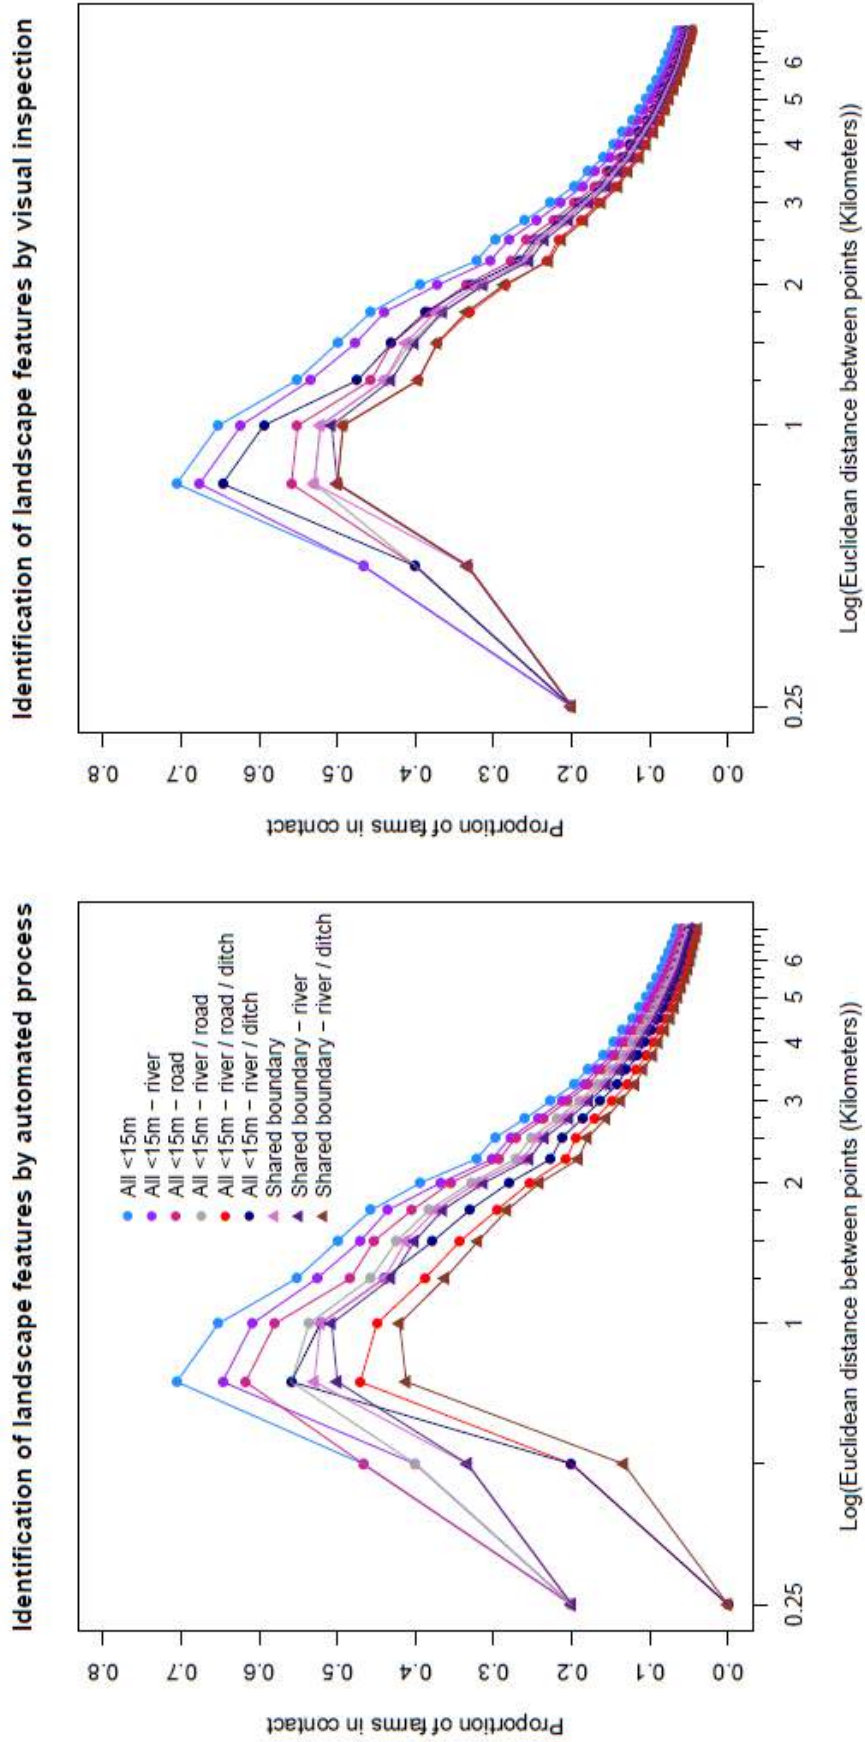 Identification of landscape features by automated process
Proportion of farms in contact
0.8
0.7
0.6
0.5
0.4
0.3
0.2
0.1
0.0
All <15m
All <15m – river
All <15m – road
All <15m – river / road
All <15m – river / road / ditch
All <15m – river / ditch
Shared boundary
Shared boundary – river
Shared boundary – river / ditch
0.25 1 2 3 4 5 6
Log(Euclidean distance between points (Kilometers))
Identification of landscape features by visual inspection
Proportion of farms in contact
0.8
0.7
0.6
0.5
0.4
0.3
0.2
0.1
0.0
0.25 1 2 3 4 5 6
Log(Euclidean distance between points (Kilometers))